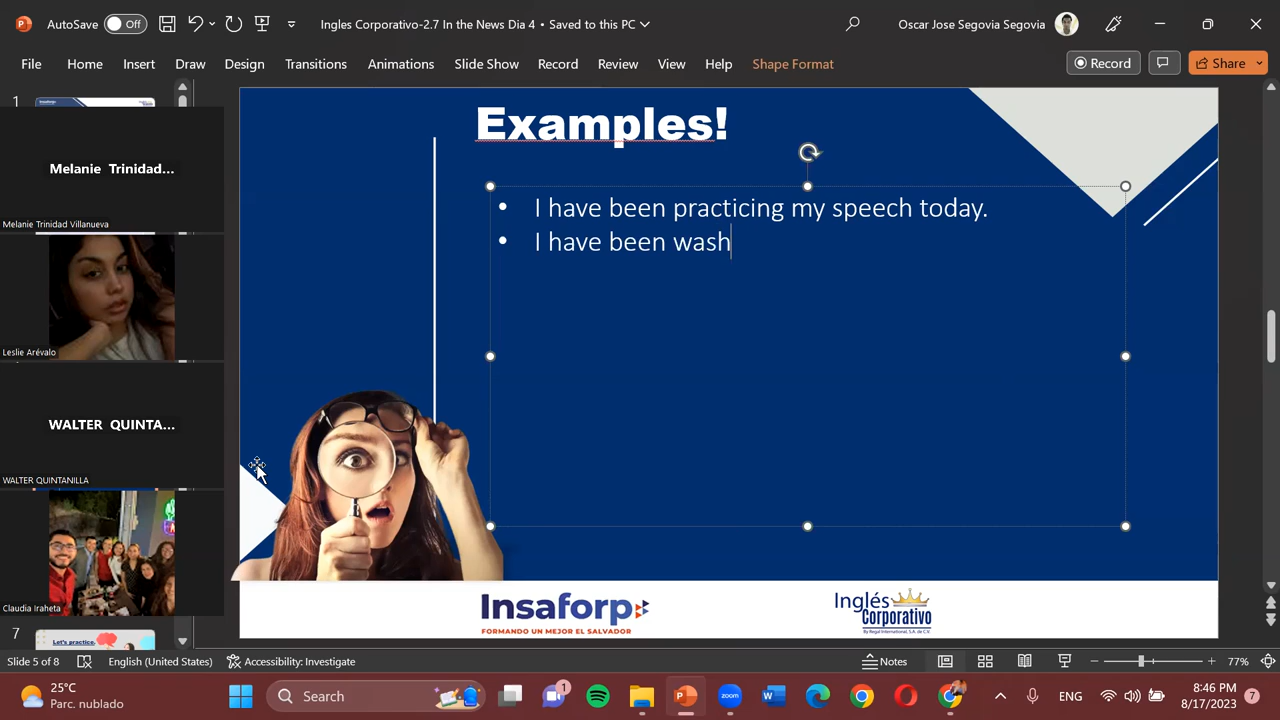 AutoSave
Off
Ingles Corporativo-2.7 In the News Dia 4 • Saved to this PC
Oscar Jose Segovia Segovia
File
Home
Insert
Draw
Design
Transitions
Animations
Slide Show
Record
Review
View
Help
Shape Format
Record
Share
1
Melanie Trinidad...
Melanie Trinidad Villanueva
Leslie Arévalo
WALTER QUINTA...
WALTER QUINTANILLA
Claudia Iraheta
7
Let's practice.
Examples!
• I have been practicing my speech today.
• I have been wash
Insaforp
FORMANDO UN MEJOR EL SALVADOR
Inglés
Corporativo
By Regal International, S.A. de C.V.
Slide 5 of 8
English (United States)
Accessibility: Investigate
Notes
77%
25°C
Parc. nublado
Search
1
zoom
ENG
8:46 PM
8/17/2023
7